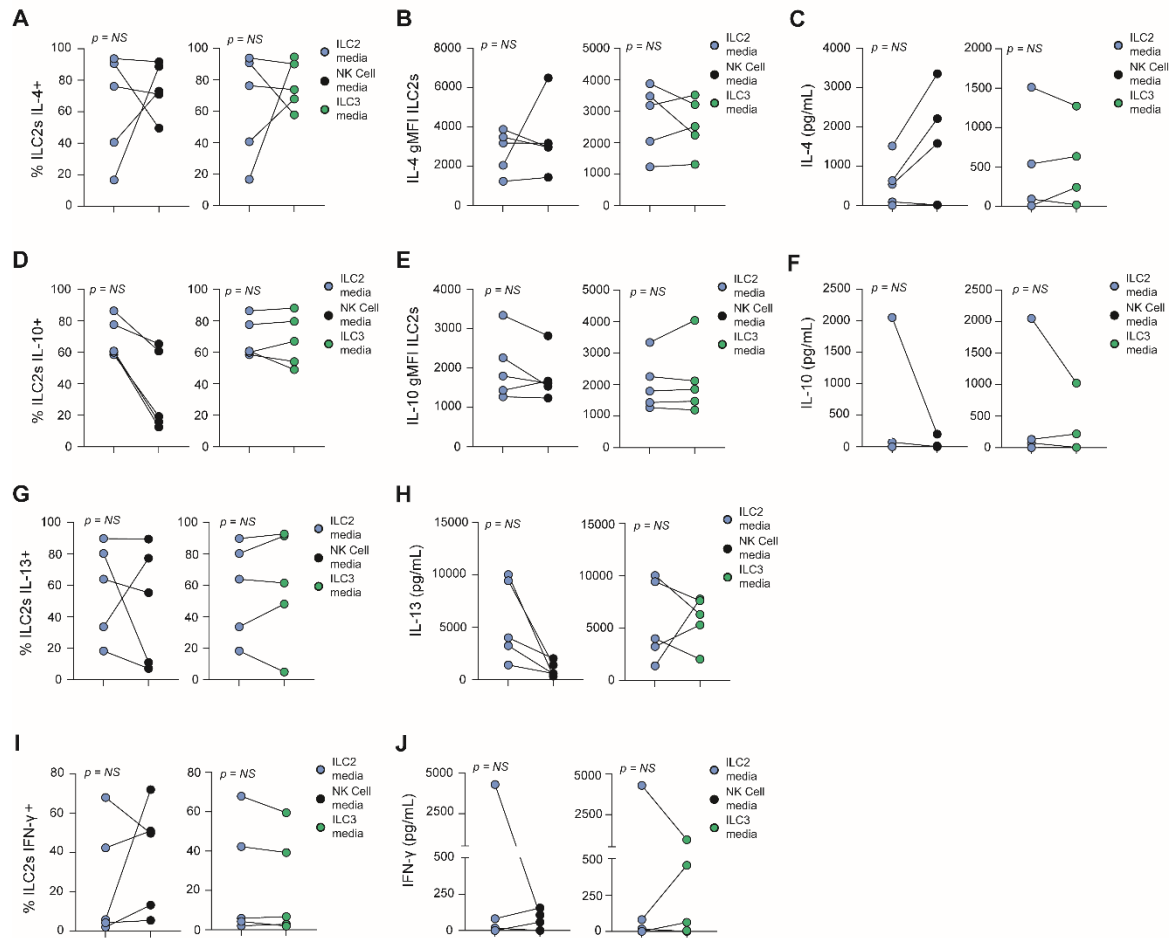 A
p = NS
p = NS
% ILC2s IL-4+
100
80
60
40
20
0
100
80
60
40
20
0
ILC2
media
NK Cell
media
ILC3
media
B
p = NS
p = NS
IL-4 gMFI ILC2s
8000
6000
4000
2000
0
5000
4000
3000
2000
1000
0
ILC2
media
NK Cell
media
ILC3
media
C
p = NS
p = NS
IL-4 (pg/mL)
4000
3000
2000
1000
0
2000
1500
1000
500
0
ILC2
media
NK Cell
media
ILC3
media
D
p = NS
p = NS
% ILC2s IL-10+
100
80
60
40
20
0
100
80
60
40
20
0
ILC2
media
NK Cell
media
ILC3
media
E
p = NS
p = NS
IL-10 gMFI ILC2s
4000
3000
2000
1000
5000
4000
3000
2000
1000
0
ILC2
media
NK Cell
media
ILC3
media
F
p = NS
p = NS
IL-10 (pg/mL)
2500
2000
1500
1000
500
0
2500
2000
1500
1000
500
0
ILC2
media
NK Cell
media
ILC3
media
G
p = NS
p = NS
% ILC2s IL-13+
100
80
60
40
20
0
100
80
60
40
20
0
ILC2
media
NK Cell
media
ILC3
media
H
p = NS
p = NS
IL-13 (pg/mL)
15000
10000
5000
0
15000
10000
5000
0
ILC2
media
NK Cell
media
ILC3
media
I
p = NS
p = NS
% ILC2s IFN-γ +
80
60
40
20
0
80
60
40
20
0
ILC2
media
NK Cell
media
ILC3
media
J
p = NS
p = NS
IFN-γ (pg/mL)
5000
2500
500
250
0
5000
2500
500
250
0
ILC2
media
NK Cell
media
ILC3
media